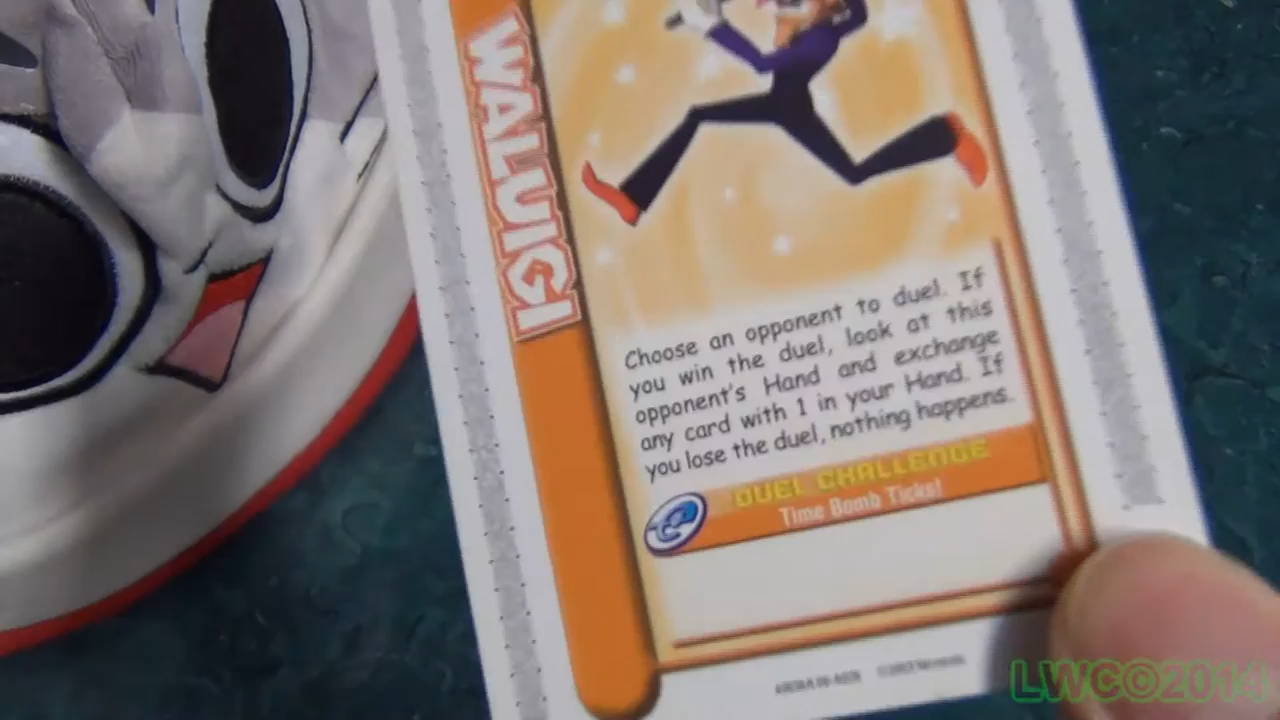 WALUIGI
Choose an opponent to duel. If
you win the duel, look at this
opponent's Hand and exchange
any card with 1 in your Hand. If
you lose the duel, nothing happens.
DUEL CHALLENGE
Time Bomb Ticks!
LWC©2014